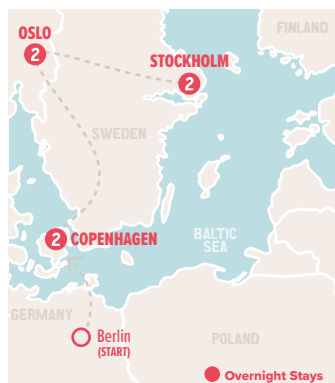 FINLAND
OSLO
2
STOCKHOLM
2
SWEDEN
2
COPENHAGEN
BALTIC
SEA
GERMANY
Berlin
(START)
POLAND
Overnight Stays